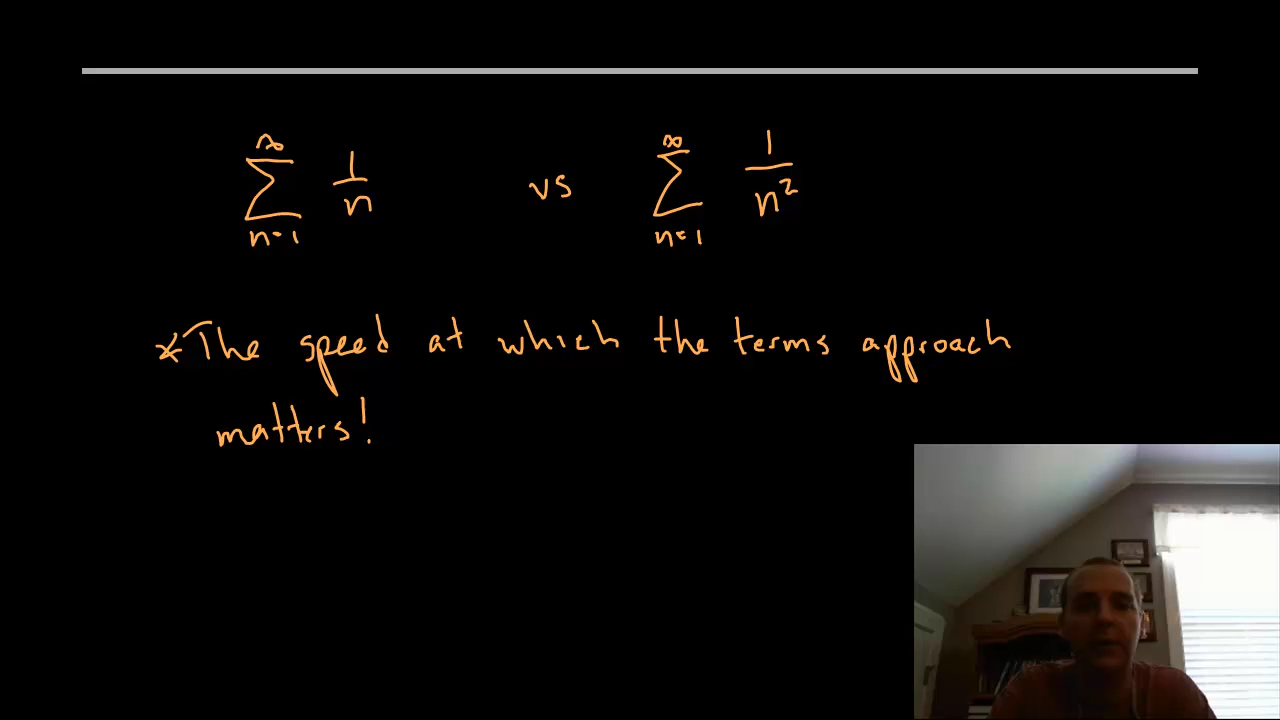 ∞∑n=1 1/n vs ∞∑n=1 1/n²
*The speed at which the terms approach
matters!